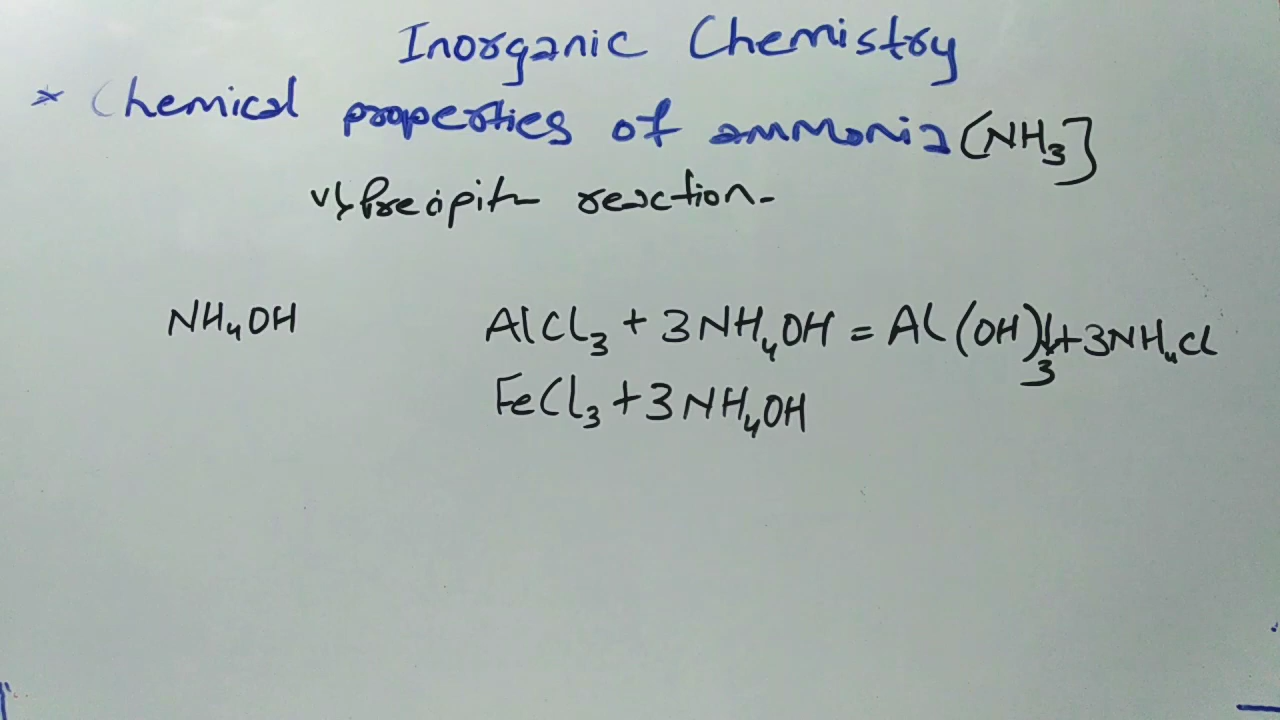 Inorganic Chemistry
* Chemical properties of ammonia (NH3]
v} Precipit reaction-
NH4OH
AlCl3 + 3NH4OH = Al(OH)3↓+3NH4Cl
FeCl3 +3NH4OH